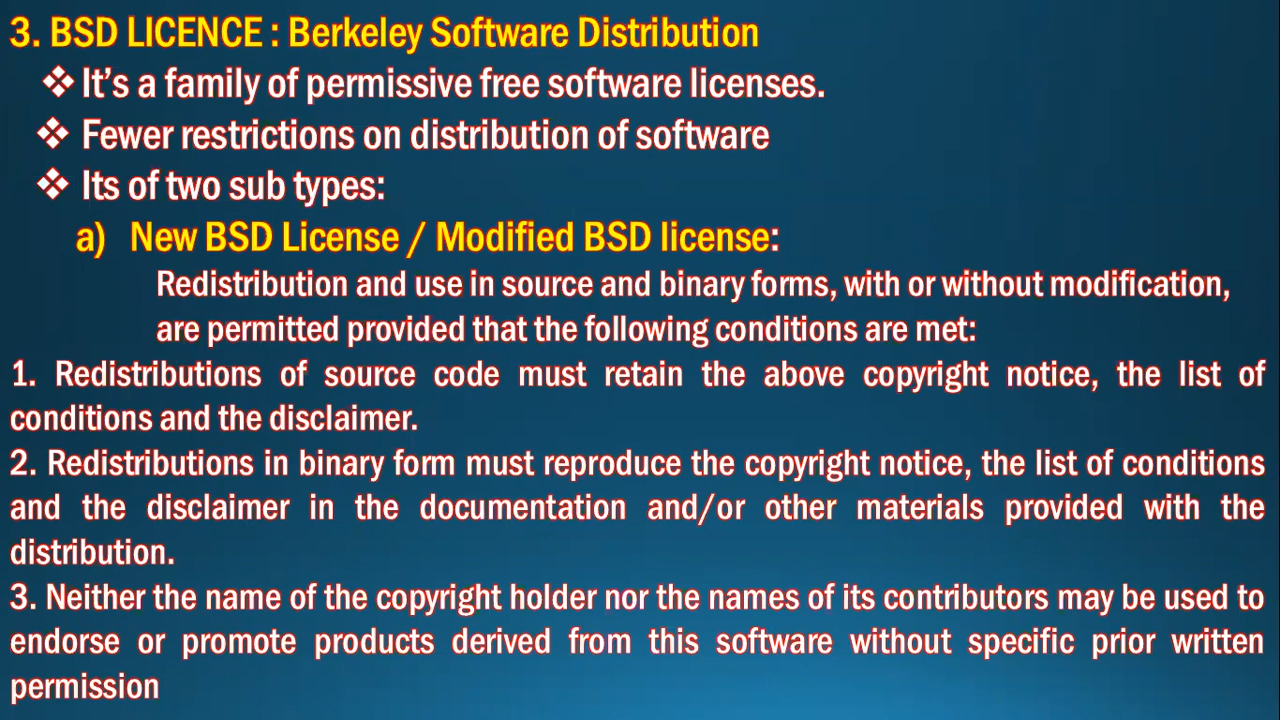 3. BSD LICENCE : Berkeley Software Distribution
❖ It’s a family of permissive free software licenses.
❖ Fewer restrictions on distribution of software
❖ Its of two sub types:
a) New BSD License / Modified BSD license:
Redistribution and use in source and binary forms, with or without modification,
are permitted provided that the following conditions are met:
1. Redistributions of source code must retain the above copyright notice, the list of
conditions and the disclaimer.
2. Redistributions in binary form must reproduce the copyright notice, the list of conditions
and the disclaimer in the documentation and/or other materials provided with the
distribution.
3. Neither the name of the copyright holder nor the names of its contributors may be used to
endorse or promote products derived from this software without specific prior written
permission